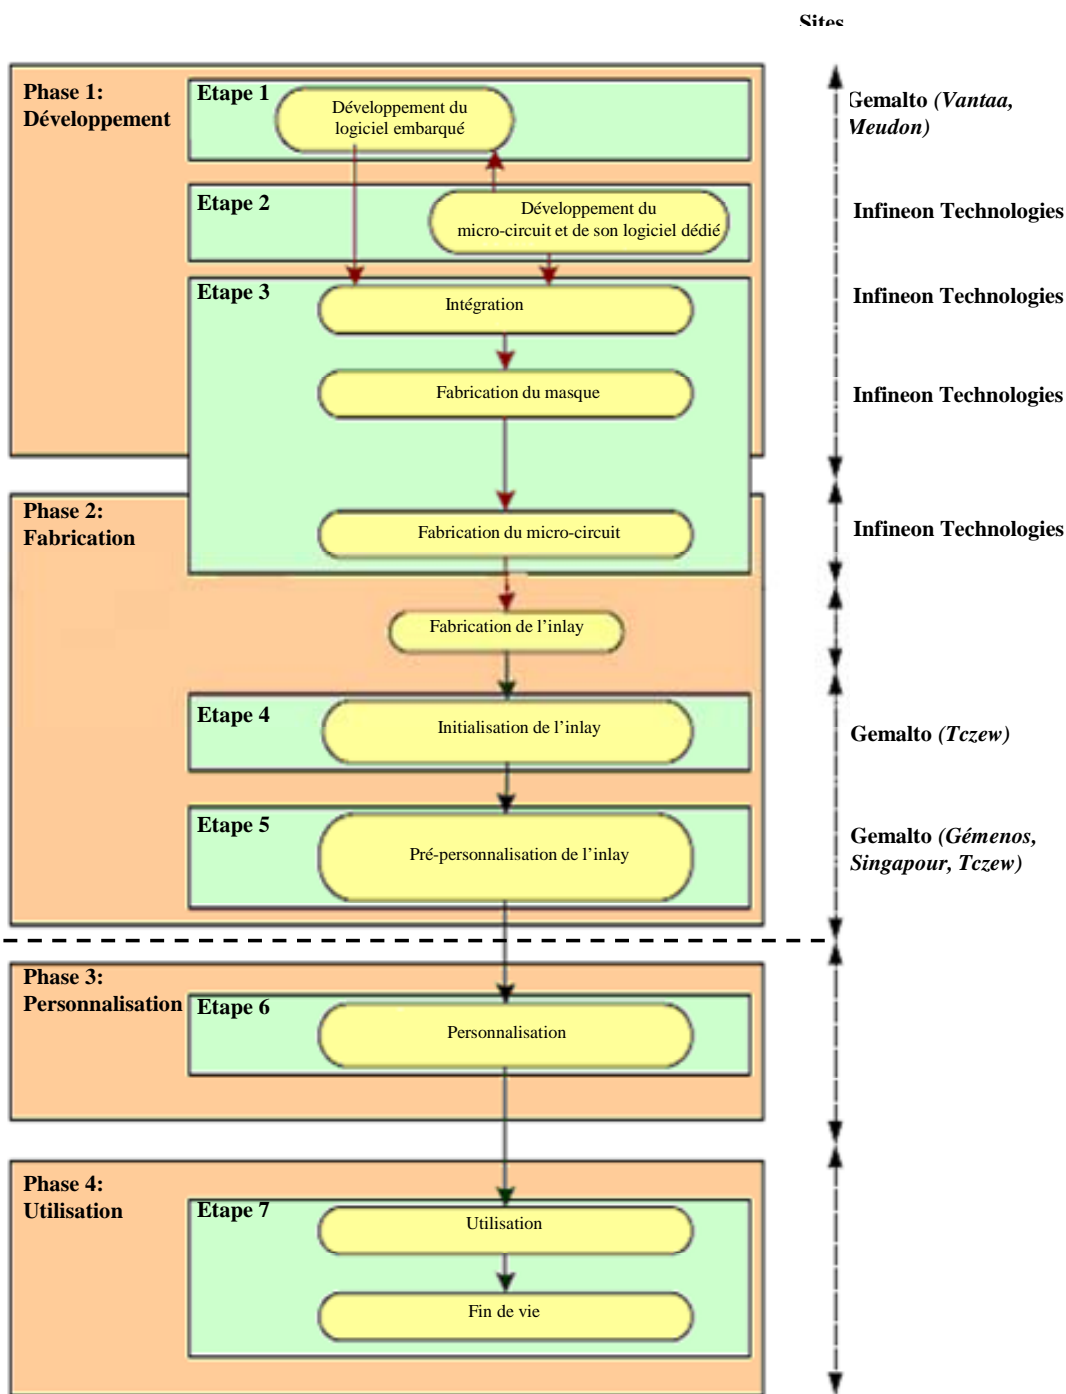 Sites
Phase 1:
Développement
Etape 1
Développement du
logiciel embarqué
Gemalto (Vantaa,
Meudon)
Etape 2
Développement du
micro-circuit et de son logiciel dédié
Infineon Technologies
Etape 3
Intégration
Infineon Technologies
Fabrication du masque
Infineon Technologies
Phase 2:
Fabrication
Fabrication du micro-circuit
Infineon Technologies
Fabrication de l’inlay
Etape 4
Initialisation de l’inlay
Gemalto (Tczew)
Etape 5
Pré-personnalisation de l’inlay
Gemalto (Gémenos,
Singapour, Tczew)
Phase 3:
Personnalisation
Etape 6
Personnalisation
Phase 4:
Utilisation
Etape 7
Utilisation
Fin de vie